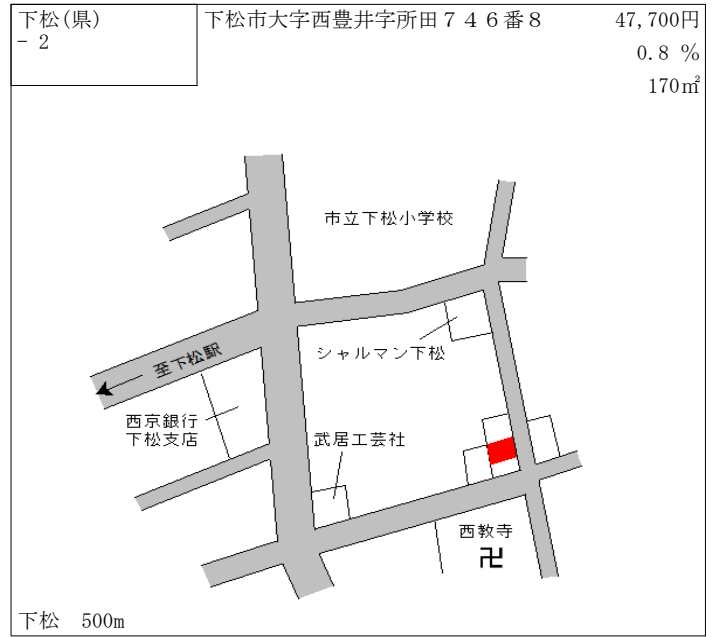 下松(県)
－２
下松市大字西豊井字所田７４６番８
47,700円
0.8 %
170㎡
市立下松小学校
シャルマン下松
至下松駅
西京銀行
下松支店
武居工芸社
西教寺
卍
下松 500m